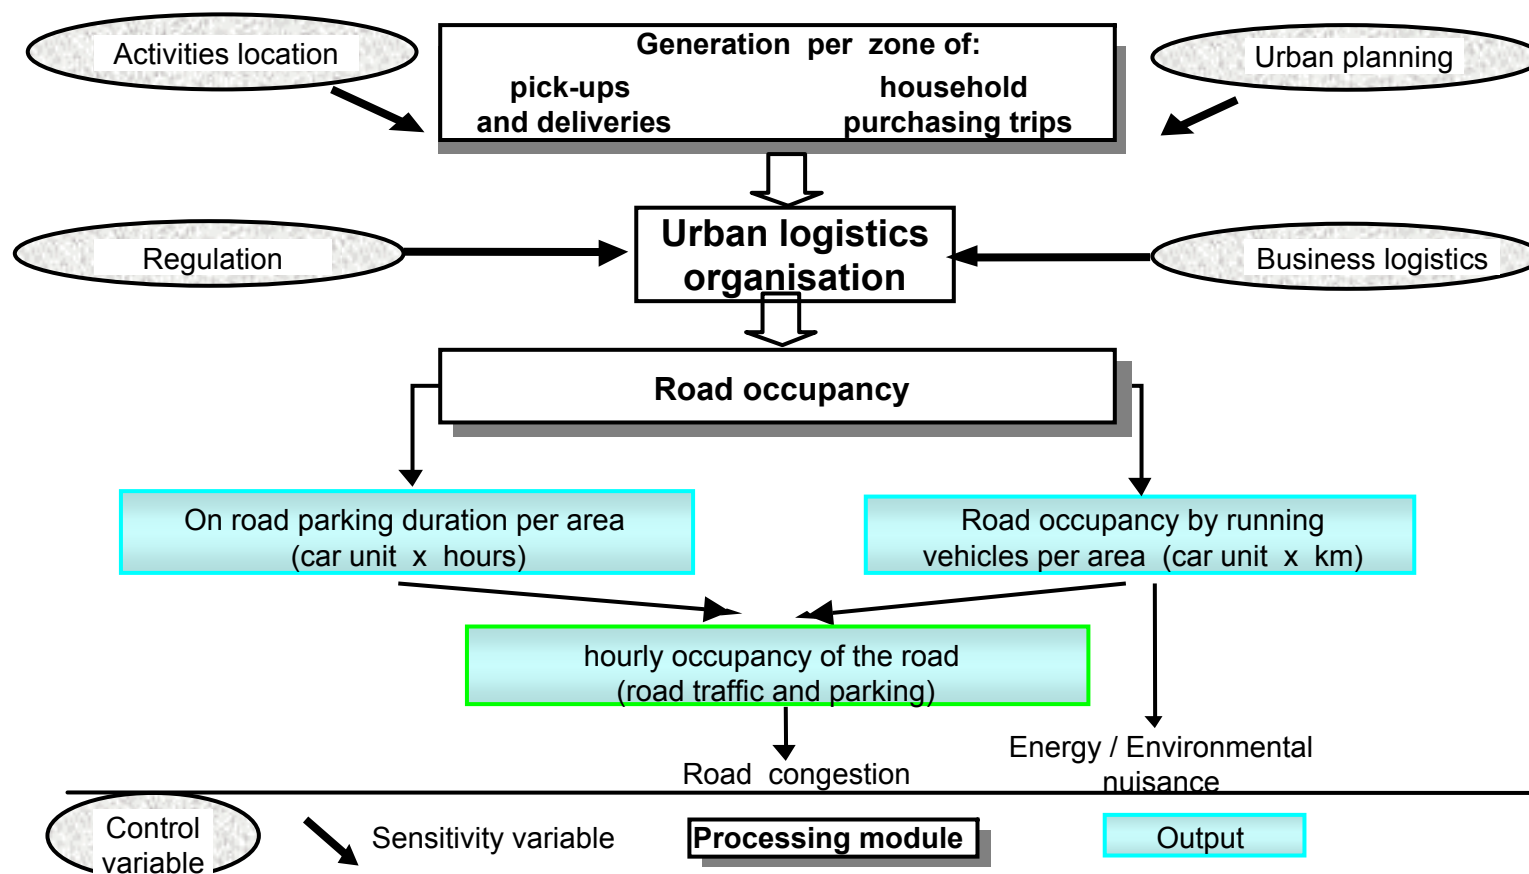 Activities location
Generation per zone of:
pick-ups
and deliveries
household
purchasing trips
Urban planning
Regulation
Urban logistics
organisation
Business logistics
Road occupancy
On road parking duration per area
(car unit x hours)
Road occupancy by running
vehicles per area (car unit x km)
hourly occupancy of the road
(road traffic and parking)
Road congestion
Energy / Environmental
nuisance
Control
variable
Sensitivity variable
Processing module
Output